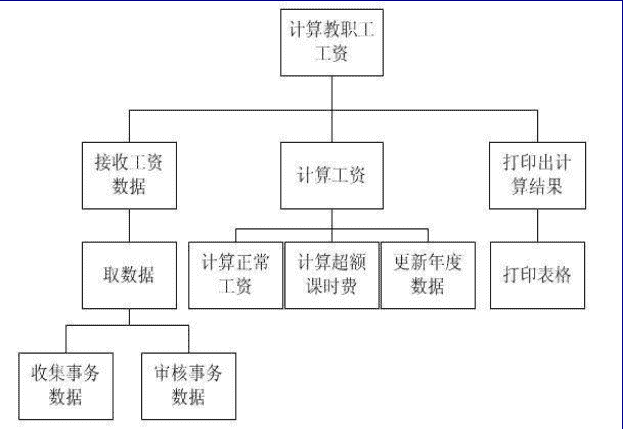 计算教职工
工资
接收工资
数据
计算工资
打印出计
算结果
取数据
计算正常
工资
计算超额
课时费
更新年度
数据
打印表格
收集事务
数据
审核事务
数据